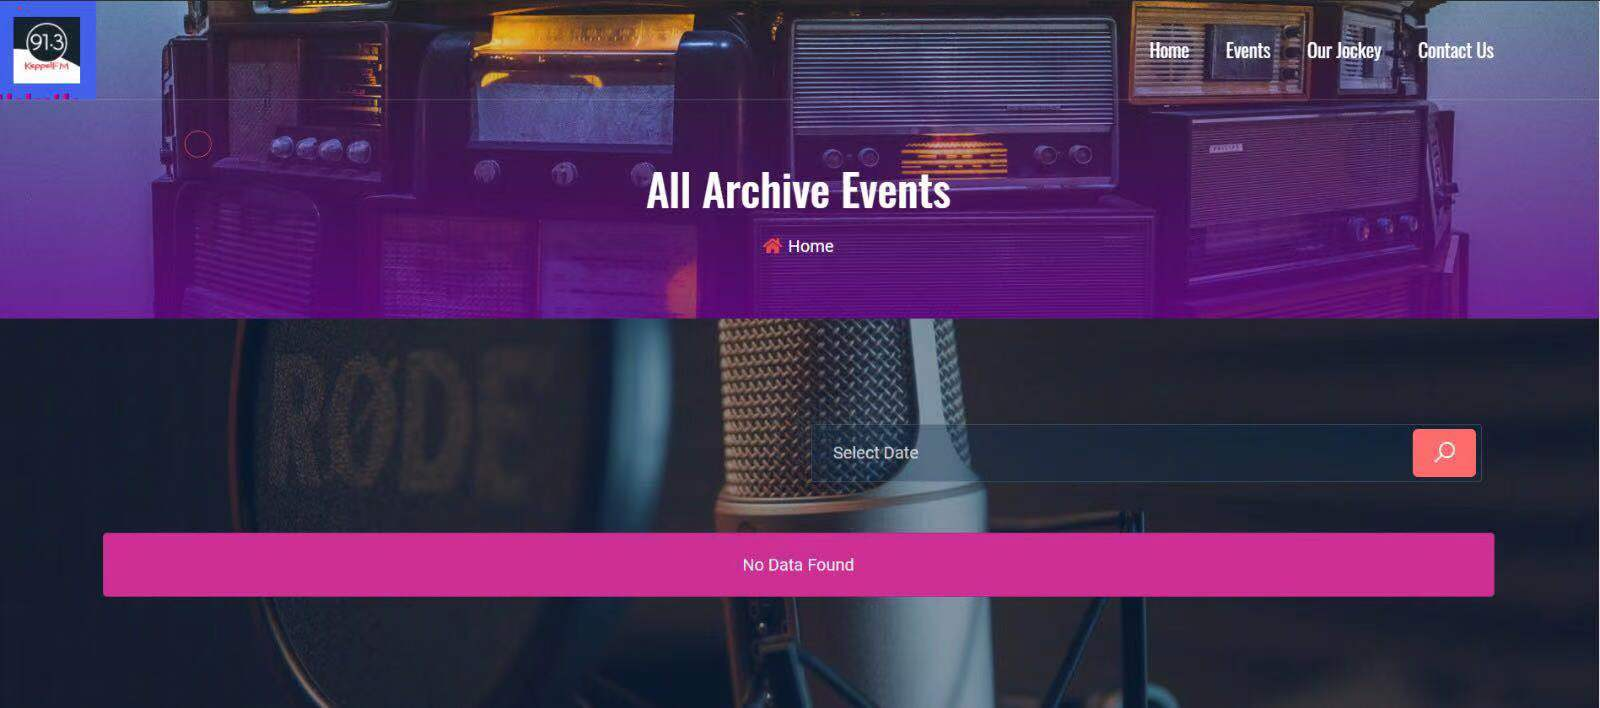 91.3
KeppelFM
Home
Events
Our Jockey
Contact Us
All Archive Events
Home
RØDE
Select Date
No Data Found